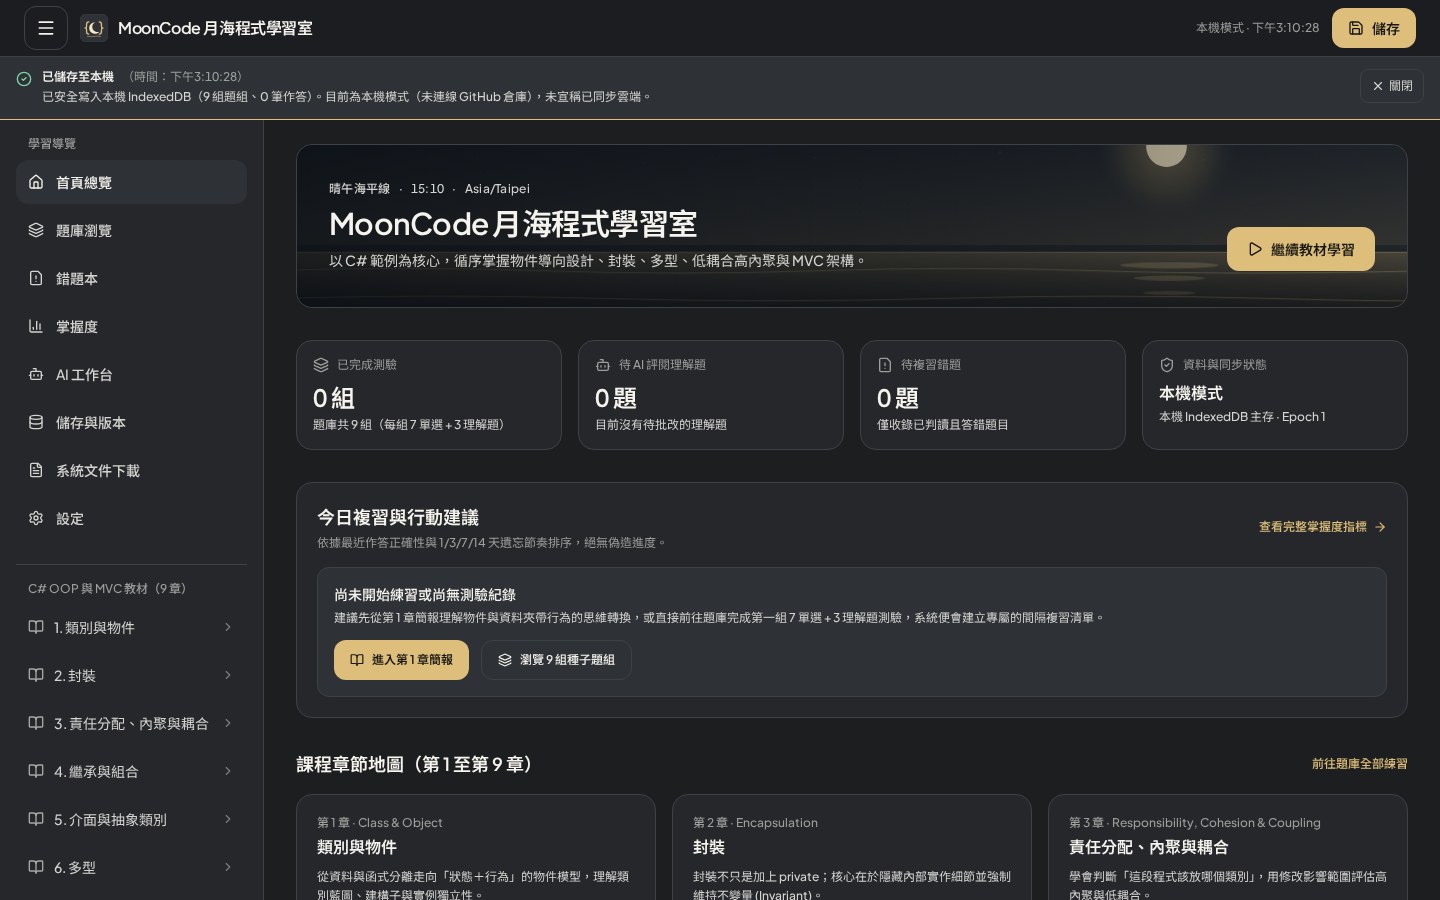 MoonCode 月海程式學習室
本機模式 · 下午3:10:28
儲存
已儲存至本機 （時間：下午3:10:28）
已安全寫入本機 IndexedDB（9 組題組、0 筆作答）。目前為本機模式（未連線 GitHub 倉庫），未宣稱已同步雲端。
關閉
學習導覽
首頁總覽
題庫瀏覽
錯題本
掌握度
AI 工作台
儲存與版本
系統文件下載
設定
C# OOP 與 MVC 教材（9 章）
1. 類別與物件
2. 封裝
3. 責任分配、內聚與耦合
4. 繼承與組合
5. 介面與抽象類別
6. 多型
晴午海平線 · 15:10 · Asia/Taipei
MoonCode 月海程式學習室
以 C# 範例為核心，循序掌握物件導向設計、封裝、多型、低耦合高內聚與 MVC 架構。
繼續教材學習
已完成測驗
0 組
題庫共 9 組（每組 7 單選 + 3 理解題）
待 AI 評閱理解題
0 題
目前沒有待批改的理解題
待複習錯題
0 題
僅收錄已判讀且答錯題目
資料與同步狀態
本機模式
本機 IndexedDB 主存 · Epoch 1
今日複習與行動建議
依據最近作答正確性與 1/3/7/14 天遺忘節奏排序，絕無偽造進度。
查看完整掌握度指標
尚未開始練習或尚無測驗紀錄
建議先從第 1 章簡報理解物件與資料夾帶行為的思維轉換，或直接前往題庫完成第一組 7 單選 + 3 理解題測驗，系統便會建立專屬的間隔複習清單。
進入第 1 章簡報
瀏覽 9 組種子題組
課程章節地圖（第 1 至第 9 章）
前往題庫全部練習
第 1 章 · Class & Object
類別與物件
從資料與函式分離走向「狀態＋行為」的物件模型，理解類
別藍圖、建構子與實例獨立性。
第 2 章 · Encapsulation
封裝
封裝不只是加上 private；核心在於隱藏內部實作細節並強制
維持不變量 (Invariant)。
第 3 章 · Responsibility, Cohesion & Coupling
責任分配、內聚與耦合
學會判斷「這段程式該放哪個類別」，用修改影響範圍評估高
內聚與低耦合。